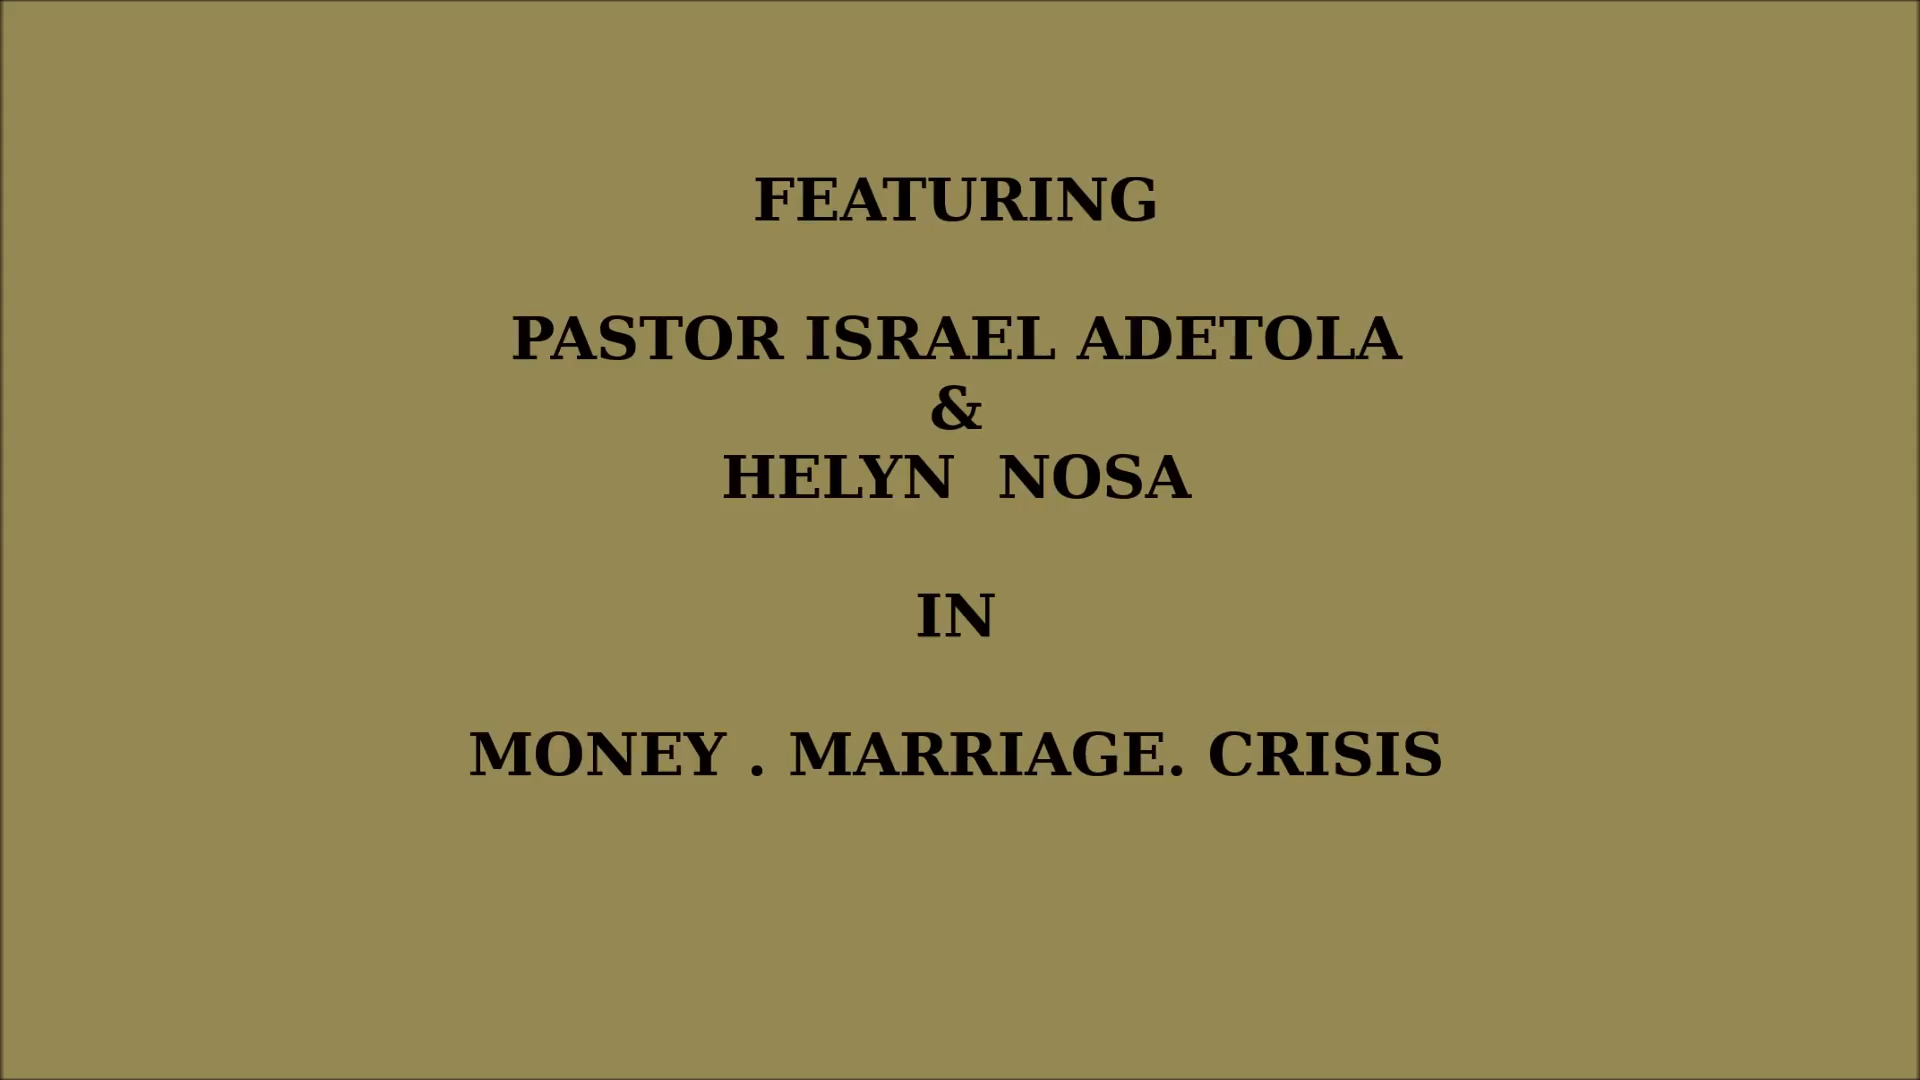 FEATURING
PASTOR ISRAEL ADETOLA
&
HELYN  NOSA
IN
MONEY . MARRIAGE. CRISIS